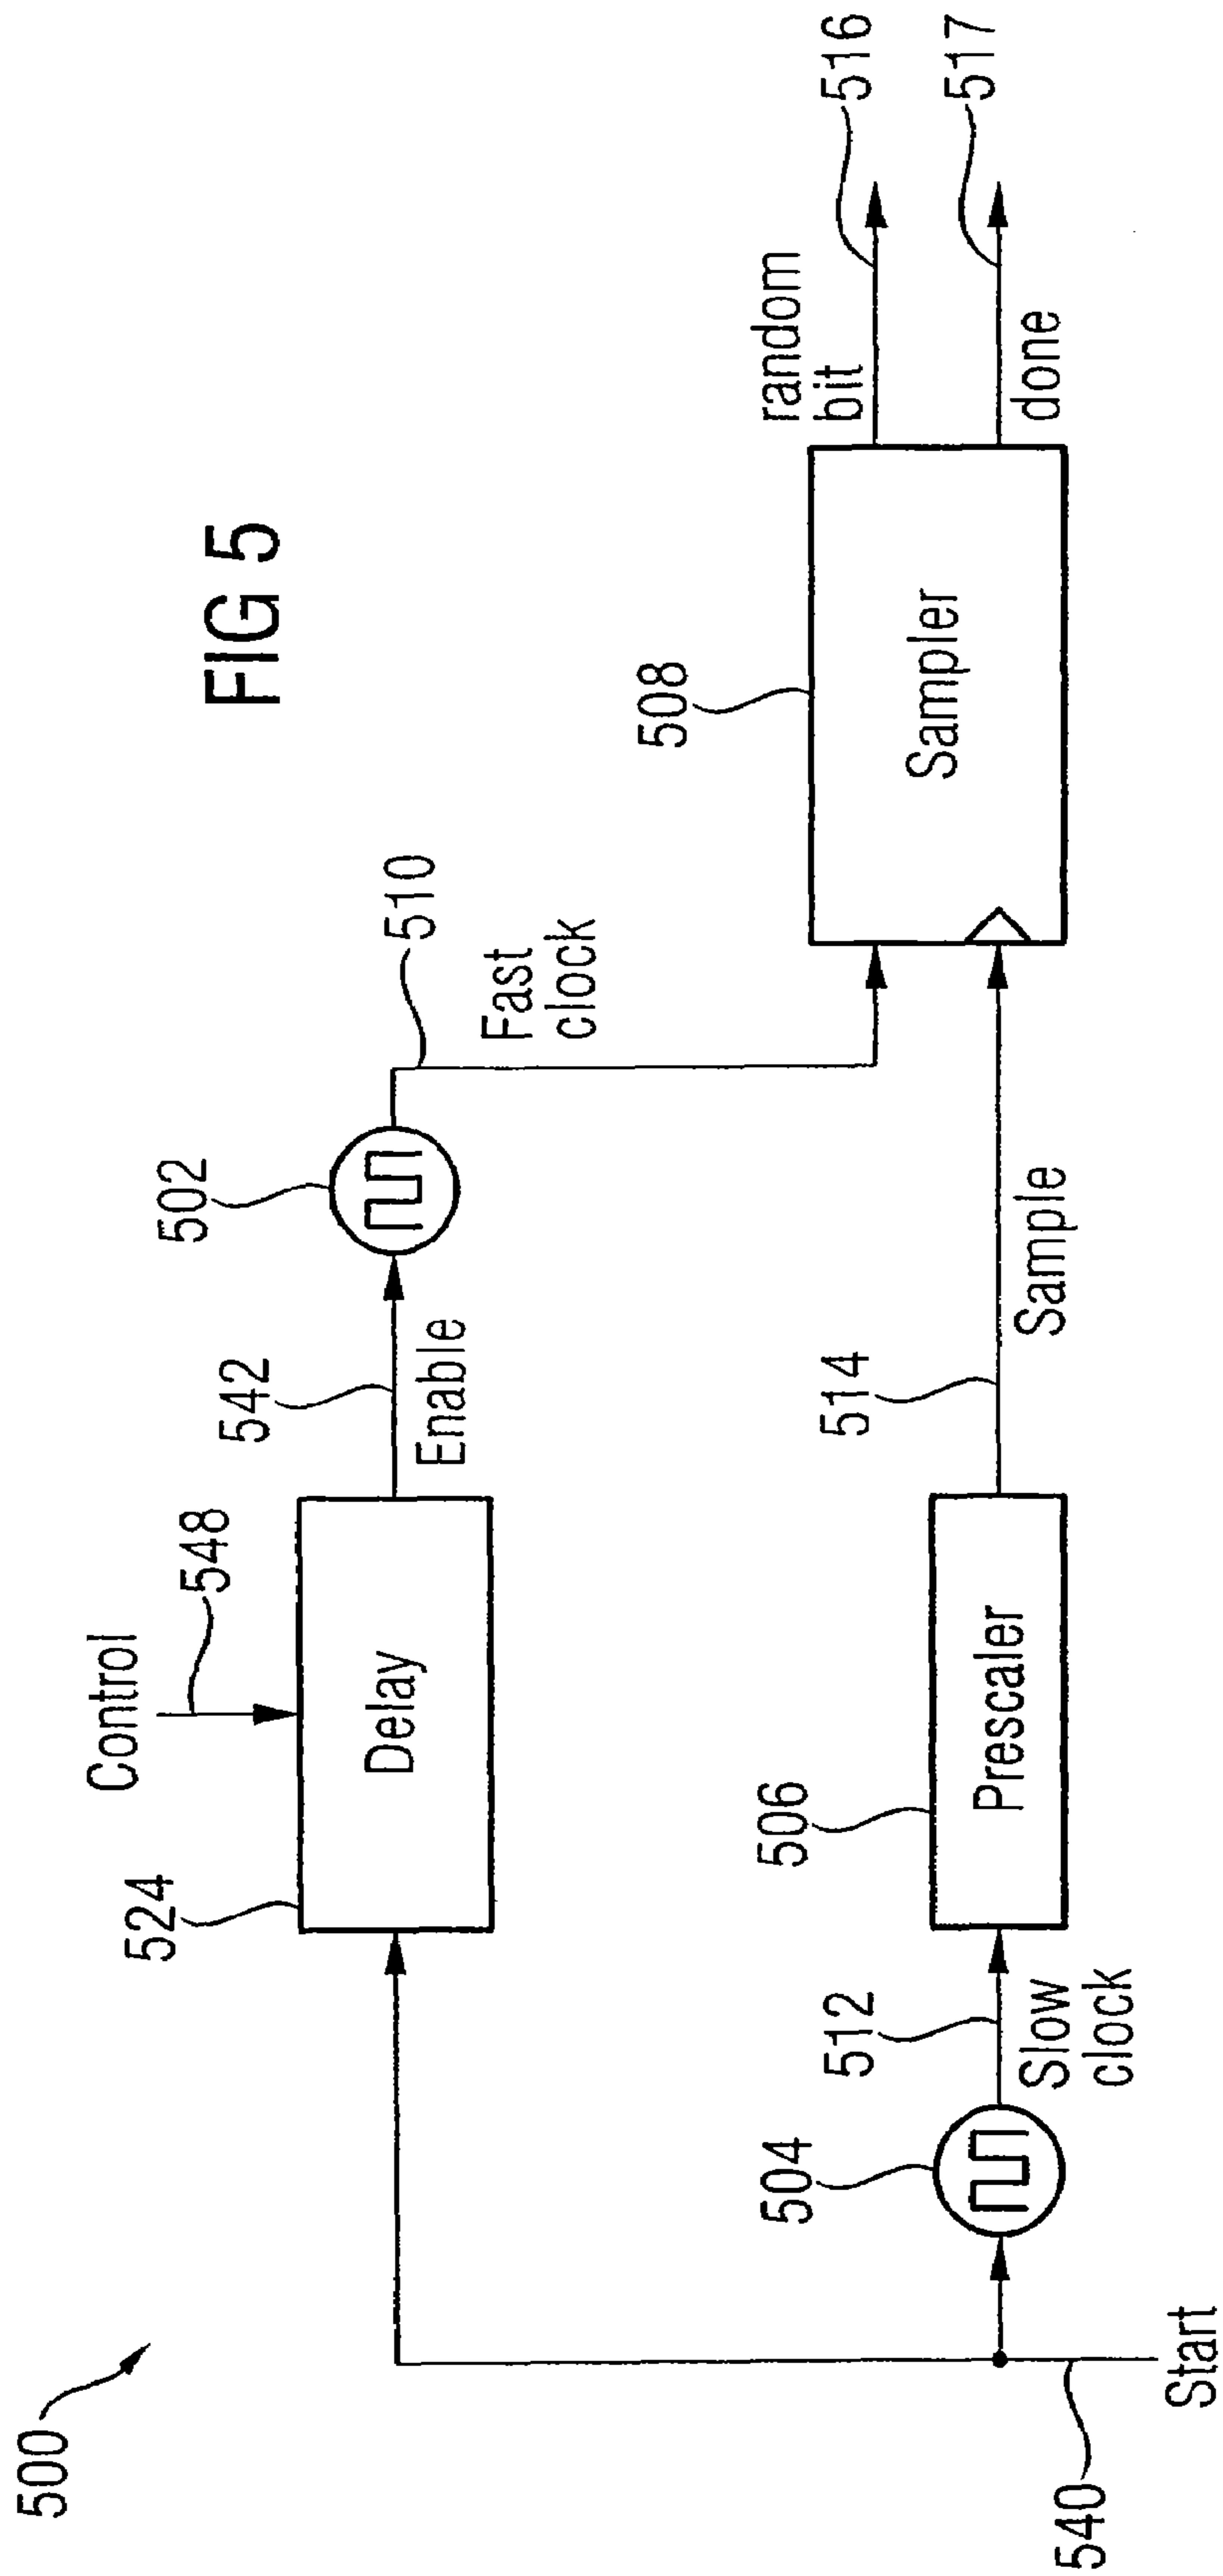 FIG 5
500
Control
548
524
Delay
542
Enable
502
510
Fast
clock
508
Sampler
random
bit
516
done
517
540
Start
504
512
Slow
clock
506
Prescaler
514
Sample